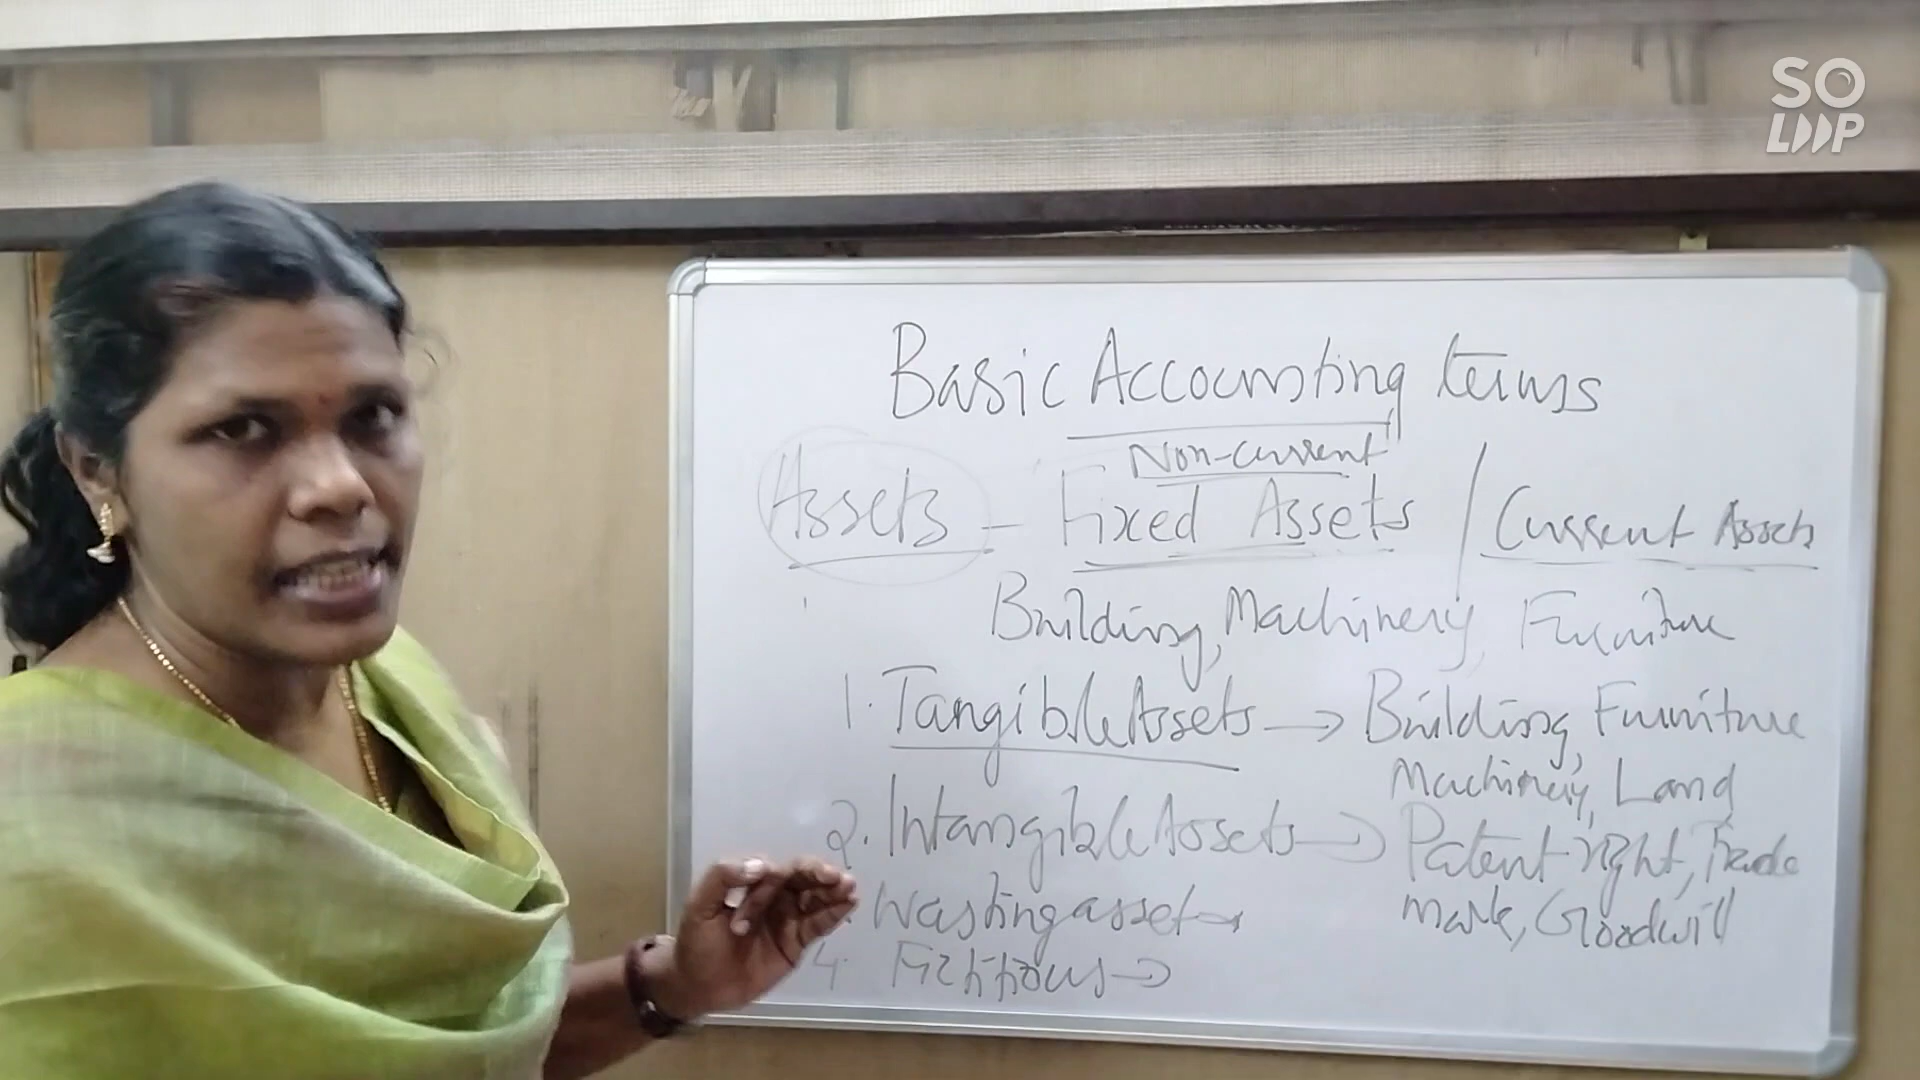 SO
LOOP
Basic Accounting terms
Non-current
Assets - Fixed Assets / Current Assets
Building, Machinery, Furniture
1. Tangible Assets → Building, Furniture
Machinery, Land
2. Intangible Assets → Patent right, Trade
mark, Goodwill
Wasting asset →
4. Fictitious →